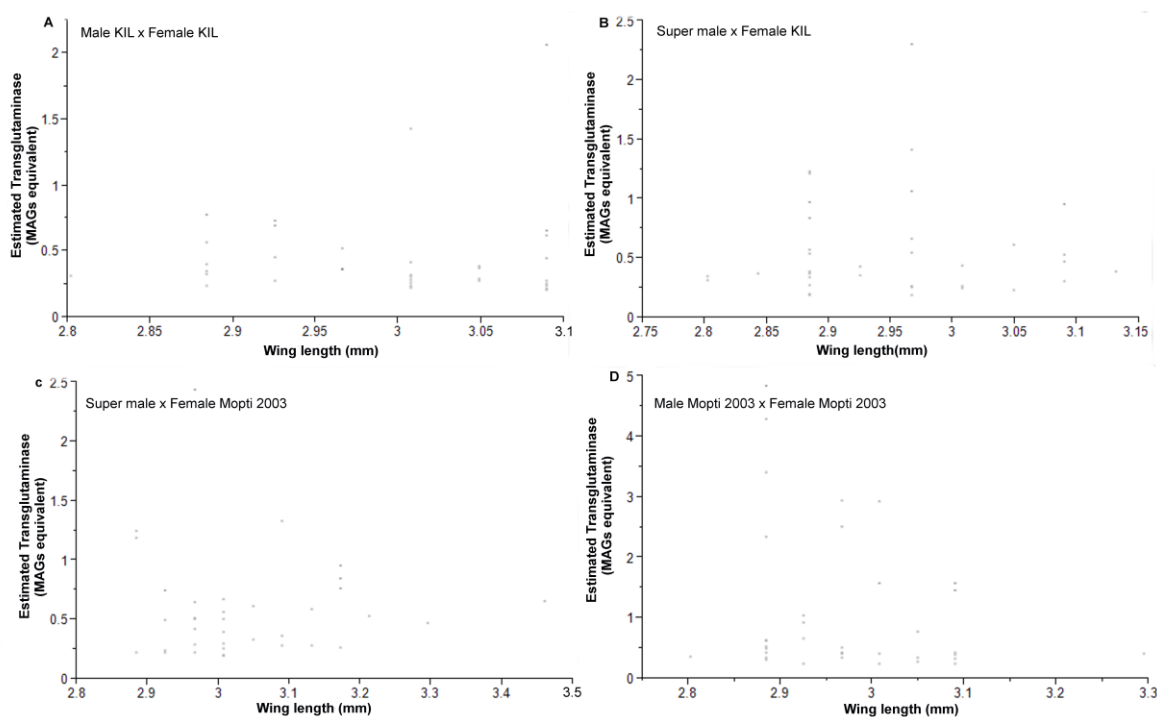 A
Male KIL x Female KIL
Estimated Transglutaminase
(MAGs equivalent)
2
1.5
1
0.5
0
2.8
2.85
2.9
2.95
3
3.05
3.1
Wing length (mm)
B
Super male x Female KIL
Estimated Transglutaminase
(MAGs equivalent)
2.5
2
1.5
1
0.5
0
2.75
2.8
2.85
2.9
2.95
3
3.05
3.1
3.15
Wing length(mm)
c
Super male x Female Mopti 2003
Estimated Transglutaminase
(MAGs equivalent)
2.5
2
1.5
1
0.5
0
2.8
2.9
3
3.1
3.2
3.3
3.4
3.5
Wing length (mm)
D
Male Mopti 2003 x Female Mopti 2003
Estimated Transglutaminase
(MAGs equivalent)
5
4
3
2
1
0
2.8
2.9
3
3.1
3.2
3.3
Wing length (mm)